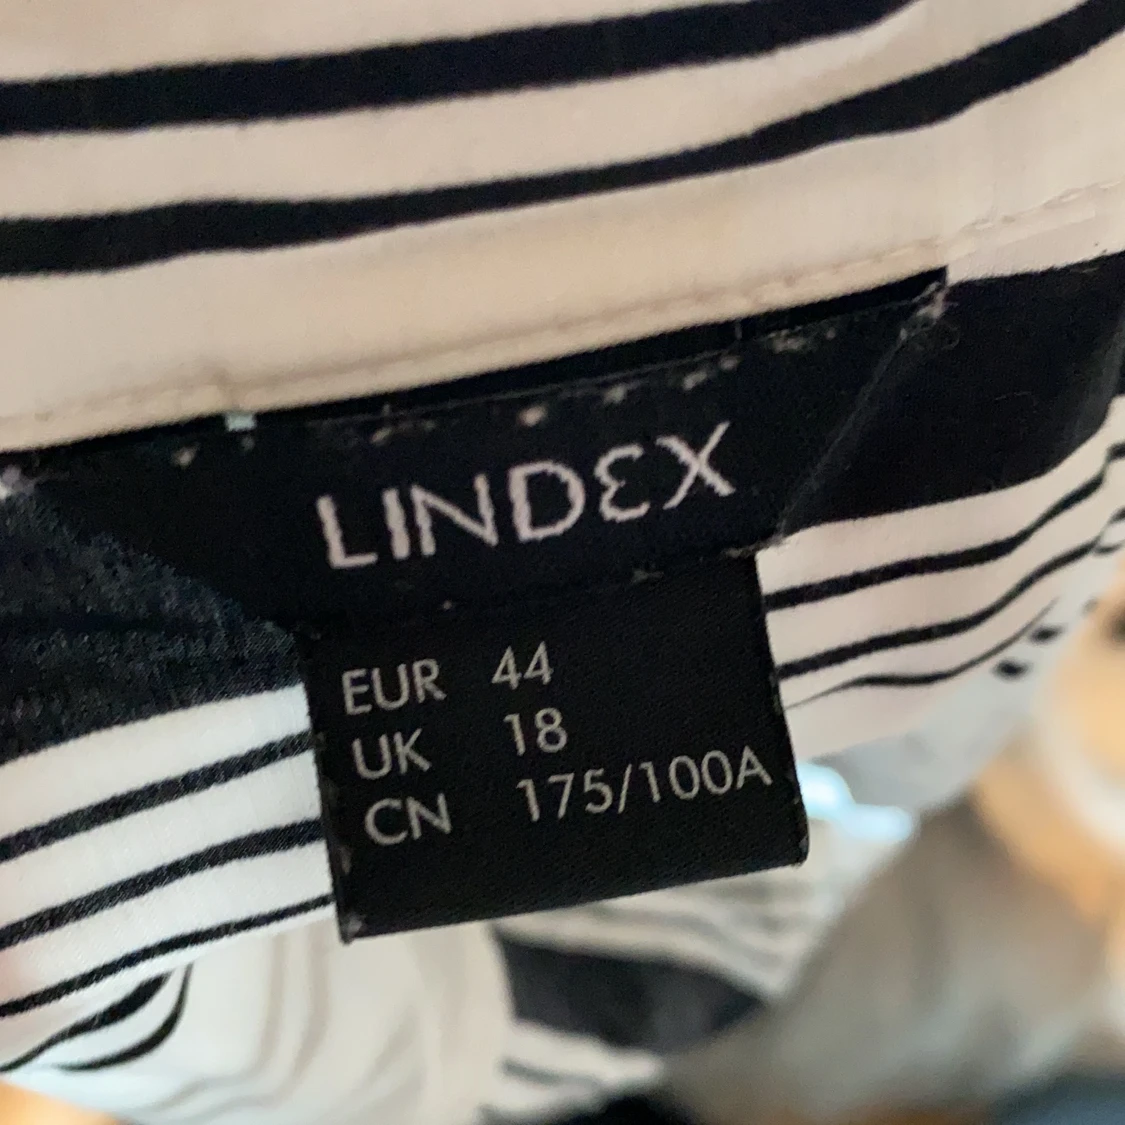 LINDEX
EUR 44
UK 18
CN 175/100A